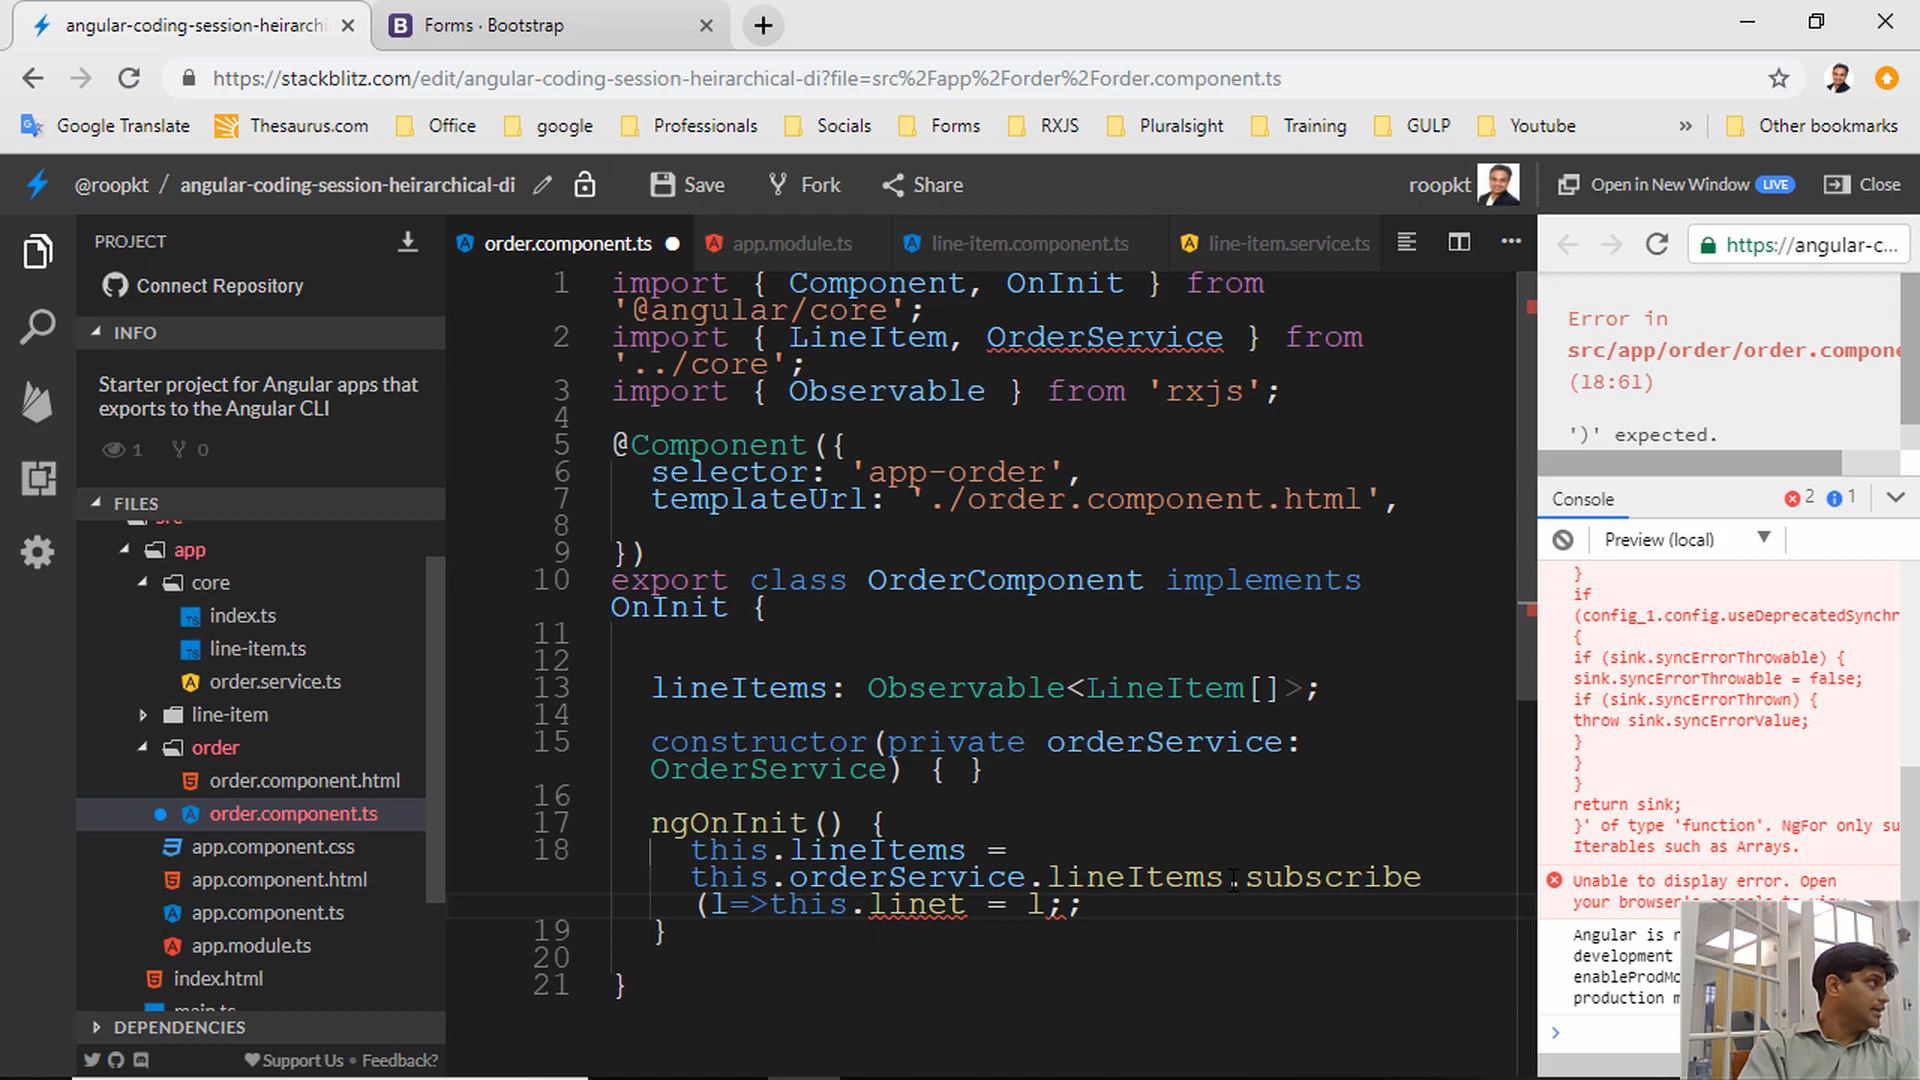 angular-coding-session-heirarchi
Forms · Bootstrap
https://stackblitz.com/edit/angular-coding-session-heirarchical-di?file=src%2Fapp%2Forder%2Forder.component.ts
Google Translate
Thesaurus.com
Office
google
Professionals
Socials
Forms
RXJS
Pluralsight
Training
GULP
Youtube
»
Other bookmarks
@roopkt / angular-coding-session-heirarchical-di
Save
Fork
Share
roopkt
Open in New Window LIVE
Close
PROJECT
Connect Repository
INFO
Starter project for Angular apps that
exports to the Angular CLI
1 0
FILES
src
app
core
index.ts
line-item.ts
order.service.ts
line-item
order
order.component.html
order.component.ts
app.component.css
app.component.html
app.component.ts
app.module.ts
index.html
main.ts
DEPENDENCIES
Support Us • Feedback?
order.component.ts
app.module.ts
line-item.component.ts
line-item.service.ts
1 import { Component, OnInit } from
'@angular/core';
2 import { LineItem, OrderService } from
'../core';
3 import { Observable } from 'rxjs';
4
5 @Component({
6 selector: 'app-order',
7 templateUrl: './order.component.html',
8
9 })
10 export class OrderComponent implements
OnInit {
11
12
13 lineItems: Observable<LineItem[]>;
14
15 constructor(private orderService:
OrderService) { }
16
17 ngOnInit() {
18 this.lineItems =
this.orderService.lineItems.subscribe
(l=>this.linet = l;;
19 }
20
21 }
https://angular-c...
Error in
src/app/order/order.compone
(18:61)
')' expected.
Console
2 1
Preview (local)
}
if
(config_1.config.useDeprecatedSynchr
{
if (sink.syncErrorThrowable) {
sink.syncErrorThrowable = false;
if (sink.syncErrorThrown) {
throw sink.syncErrorValue;
}
}
}
return sink;
}' of type 'function'. NgFor only su
Iterables such as Arrays.
Unable to display error. Open
your browser's console to view
Angular is r
development
enableProdMo
production m
>